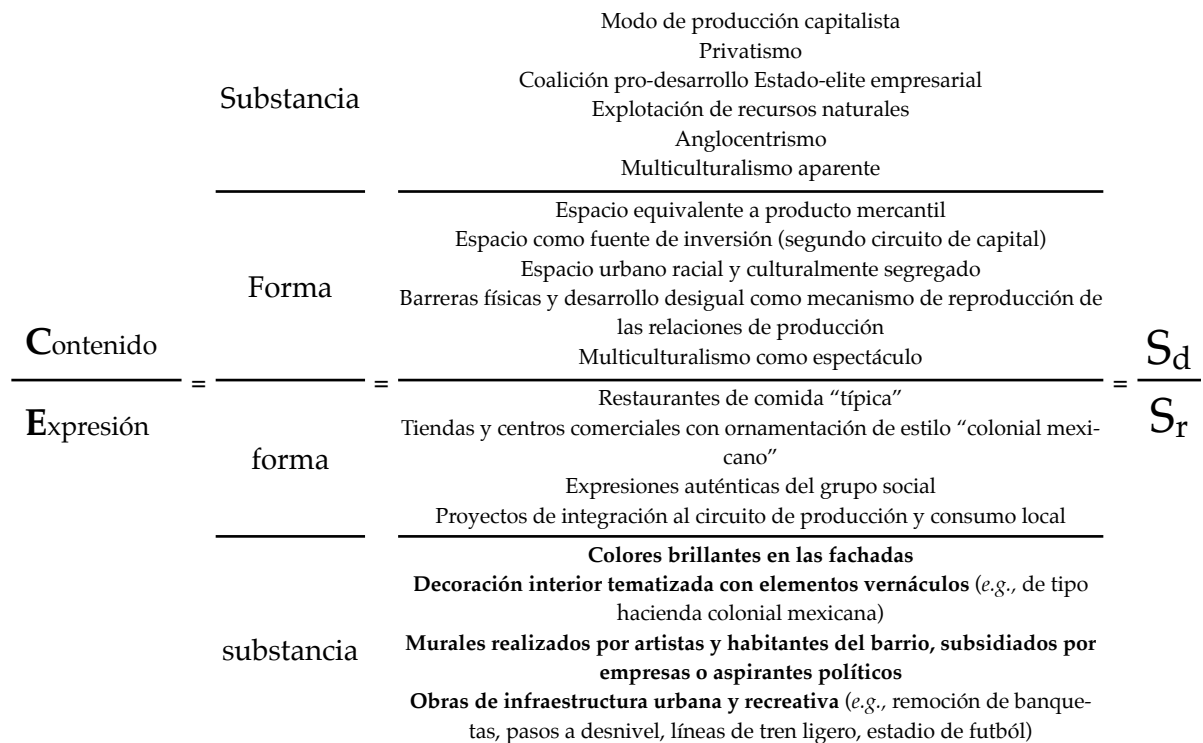 Substancia
Modo de producción capitalista
Privatismo
Coalición pro-desarrollo Estado-elite empresarial
Explotación de recursos naturales
Anglocentrismo
Multiculturalismo aparente
Forma
Espacio equivalente a producto mercantil
Espacio como fuente de inversión (segundo circuito de capital)
Espacio urbano racial y culturalmente segregado
Barreras físicas y desarrollo desigual como mecanismo de reproducción de
las relaciones de producción
Multiculturalismo como espectáculo
Contenido
Expresión
=
=
=
Sd
Sr
forma
Restaurantes de comida “típica”
Tiendas y centros comerciales con ornamentación de estilo “colonial mexi-
cano”
Expresiones auténticas del grupo social
Proyectos de integración al circuito de producción y consumo local
substancia
Colores brillantes en las fachadas
Decoración interior tematizada con elementos vernáculos (e.g., de tipo
hacienda colonial mexicana)
Murales realizados por artistas y habitantes del barrio, subsidiados por
empresas o aspirantes políticos
Obras de infraestructura urbana y recreativa (e.g., remoción de banque-
tas, pasos a desnivel, líneas de tren ligero, estadio de futból)